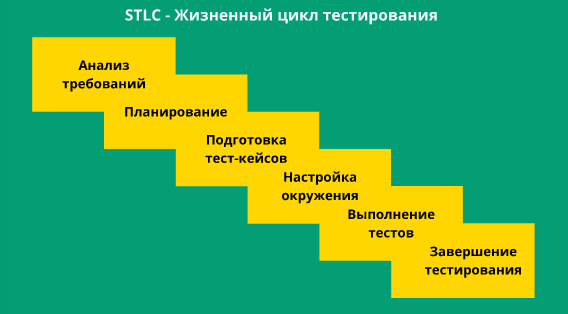 STLC - Жизненный цикл тестирования
Анализ
требований
Планирование
Подготовка
тест-кейсов
Настройка
окружения
Выполнение
тестов
Завершение
тестирования